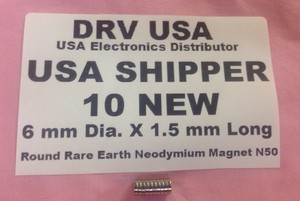 DRV USA
USA Electronics Distributor
USA SHIPPER
10 NEW
6 mm Dia. X 1.5 mm Long
Round Rare Earth Neodymium Magnet N50